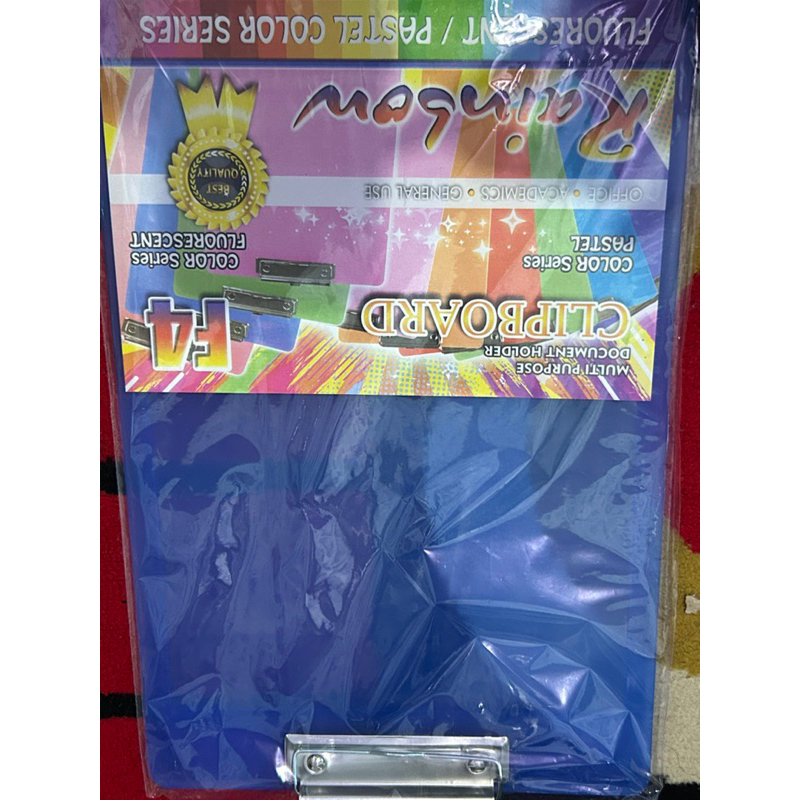 MULTI PURPOSE
DOCUMENT HOLDER
CLIPBOARD
F4
COLOR Series
PASTEL
COLOR Series
FLUORESCENT
OFFICE • ACADEMICS • GENERAL USE
BEST
QUALITY
Rainbow
FLUORESCENT / PASTEL COLOR SERIES